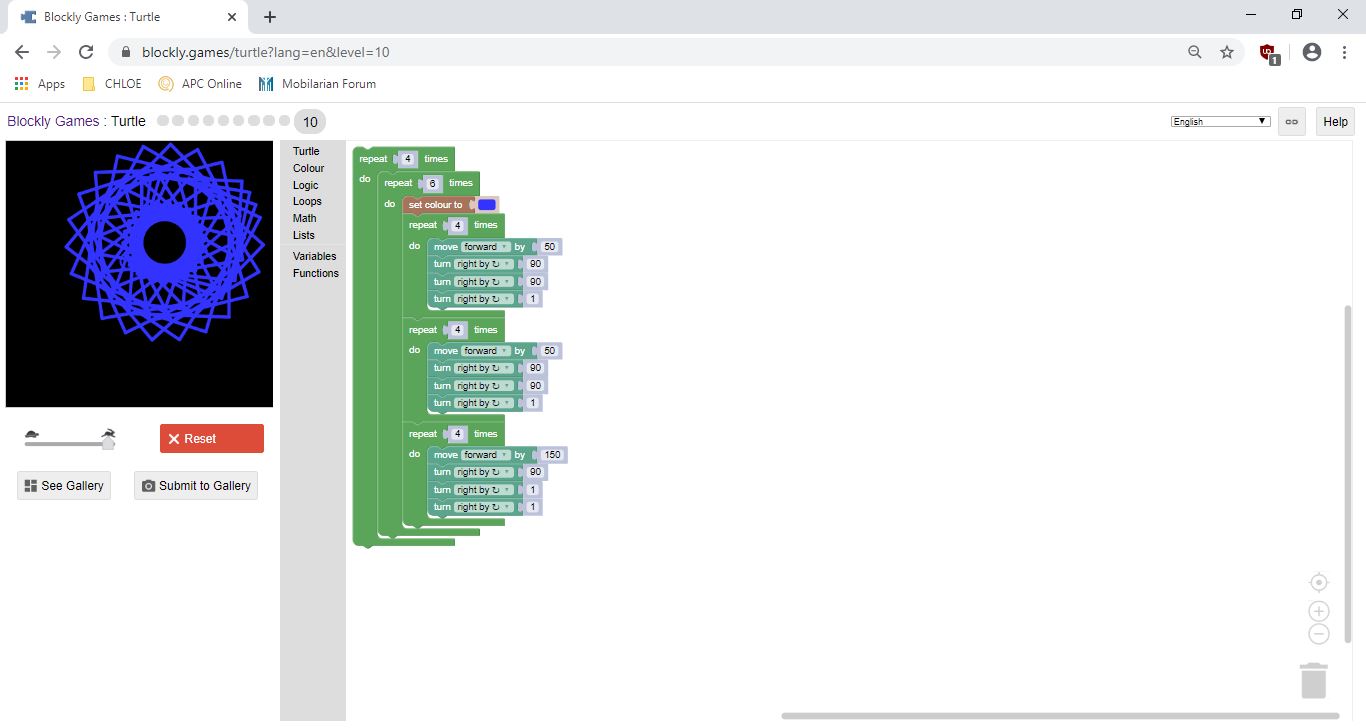 Blockly Games : Turtle
blockly.games/turtle?lang=en&level=10
1
Apps CHLOE APC Online Mobilarian Forum
Blockly Games : Turtle 10 English Help
Turtle
Colour
Logic
Loops
Math
Lists
Variables
Functions
repeat 4 times
do repeat 6 times
do set colour to
repeat 4 times
do move forward by 50
turn right by ↻ 90
turn right by ↻ 90
turn right by ↻ 1
repeat 4 times
do move forward by 50
turn right by ↻ 90
turn right by ↻ 90
turn right by ↻ 1
repeat 4 times
do move forward by 150
turn right by ↻ 90
turn right by ↻ 1
turn right by ↻ 1
Reset
See Gallery Submit to Gallery